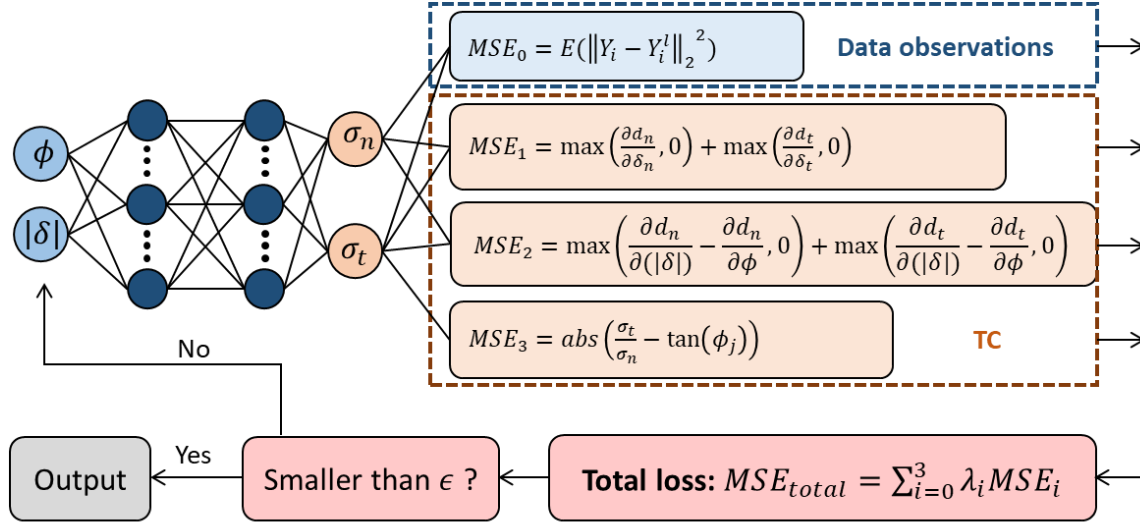 MSE₀ = E(‖Yᵢ − Yᵢˡ‖₂²)
Data observations
ϕ
|δ|
σₙ
σₜ
MSE₁ = max(∂dₙ/∂δₙ, 0) + max(∂dₜ/∂δₜ, 0)
MSE₂ = max(∂dₙ/∂(|δ|) − ∂dₙ/∂ϕ, 0) + max(∂dₜ/∂(|δ|) − ∂dₜ/∂ϕ, 0)
MSE₃ = abs(σₜ/σₙ − tan(ϕⱼ))
TC
No
Yes
Output
Smaller than ϵ ?
Total loss: MSEₜₒₜₐₗ = ∑³ᵢ₌₀ λᵢMSEᵢ